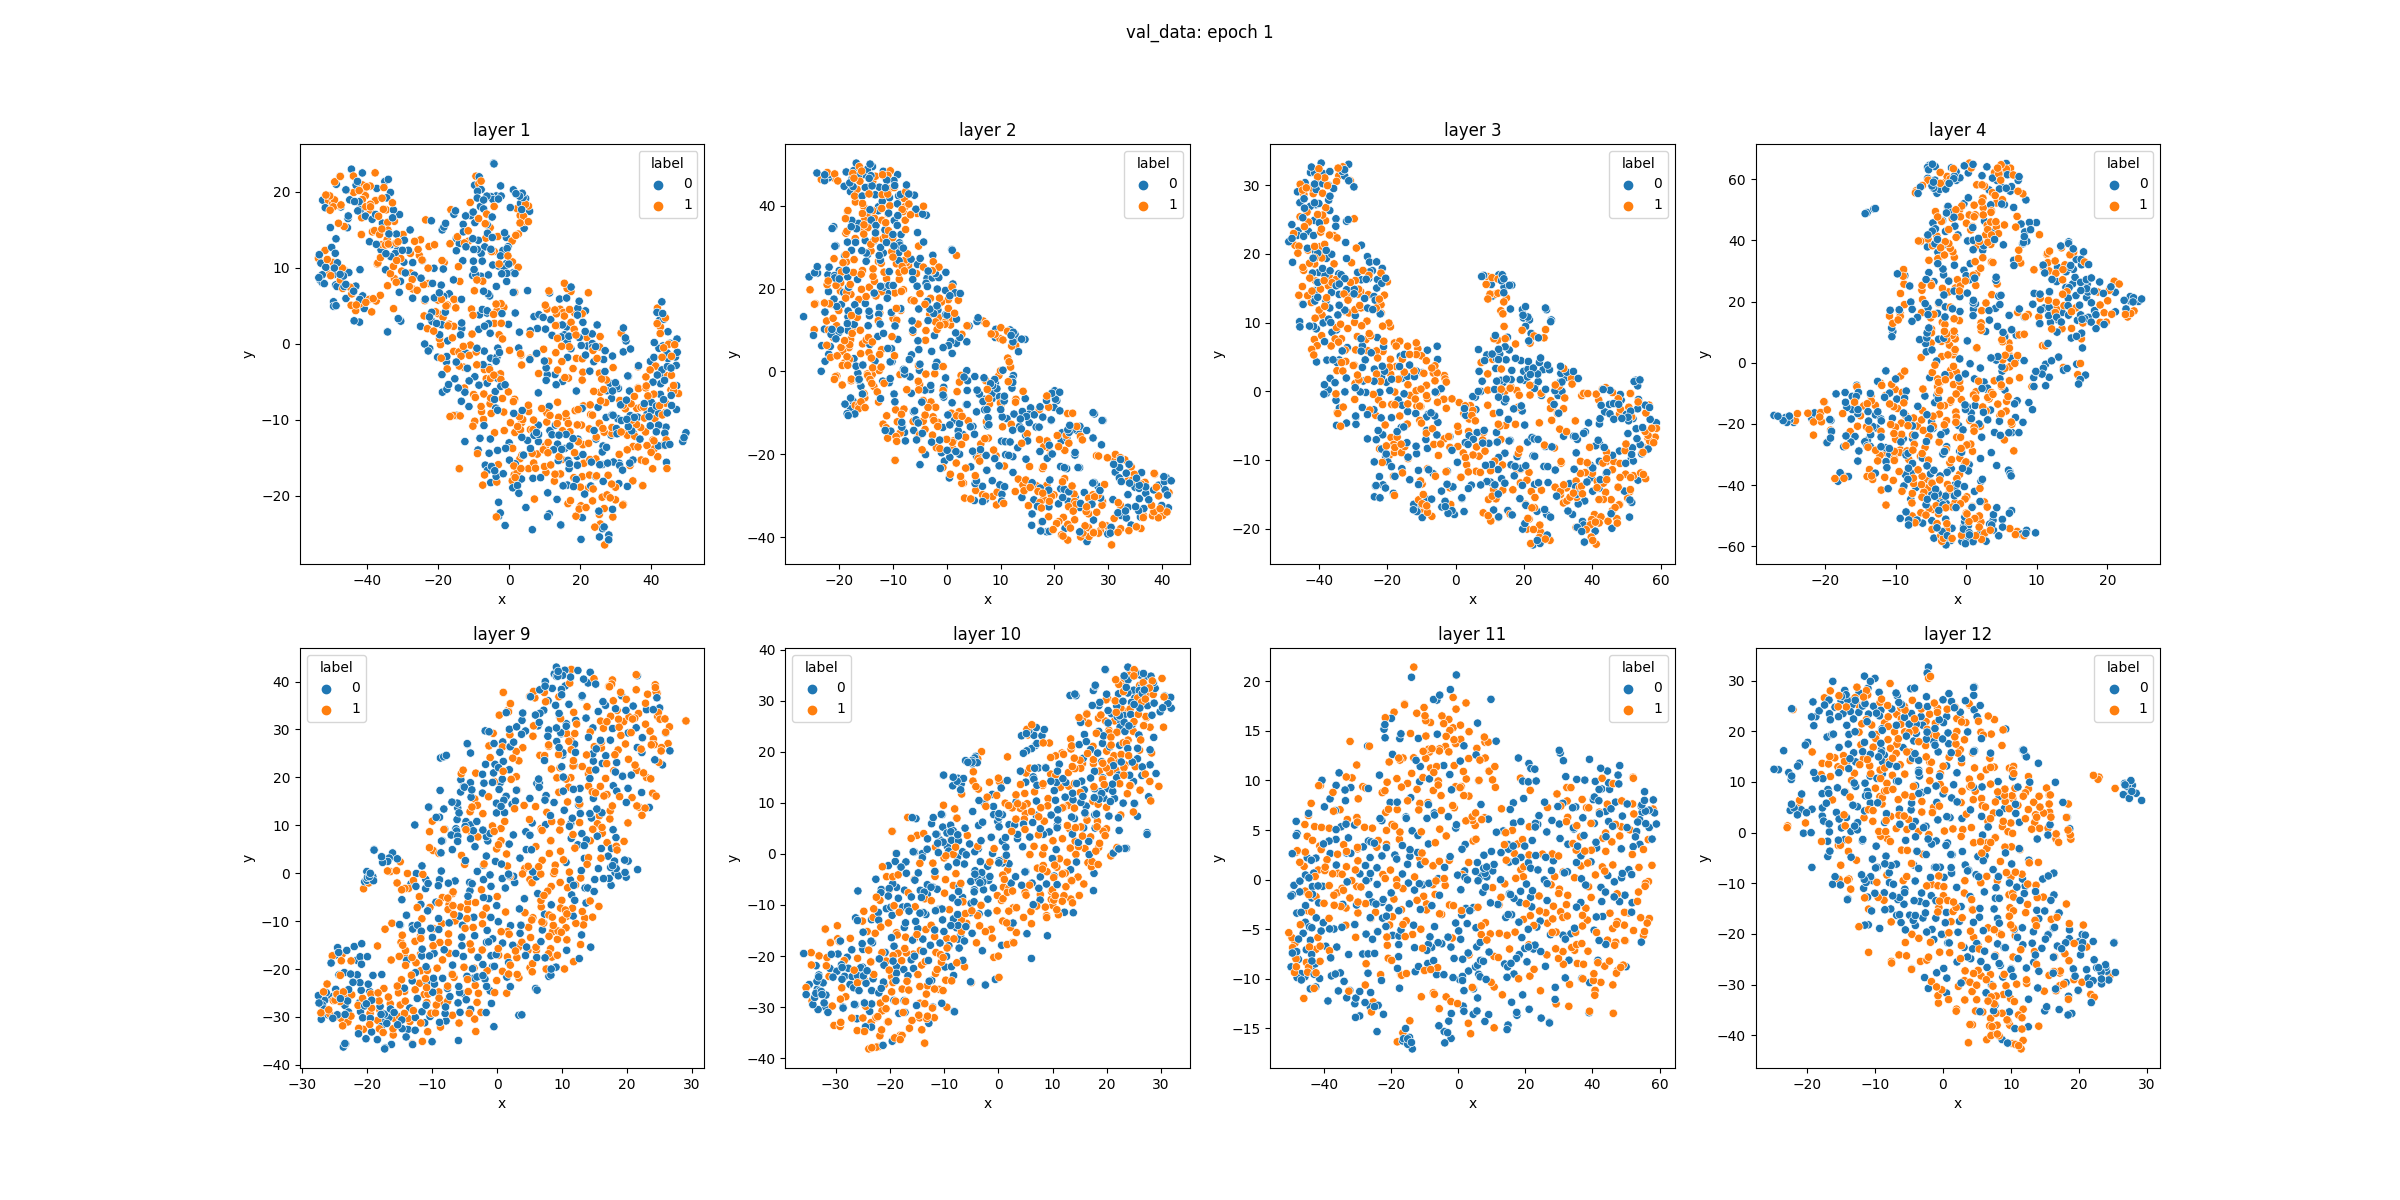 val_data: epoch 1
layer 1
label
0
1
20
10
0
−10
−20
y
−40 −20 0 20 40
x
layer 2
label
0
1
40
20
0
−20
−40
y
−20 −10 0 10 20 30 40
x
layer 3
label
0
1
30
20
10
0
−10
−20
y
−40 −20 0 20 40 60
x
layer 4
label
0
1
60
40
20
0
−20
−40
−60
y
−20 −10 0 10 20
x
layer 9
label
0
1
40
30
20
10
0
−10
−20
−30
−40
y
−30 −20 −10 0 10 20 30
x
layer 10
label
0
1
40
30
20
10
0
−10
−20
−30
−40
y
−30 −20 −10 0 10 20 30
x
layer 11
label
0
1
20
15
10
5
0
−5
−10
−15
y
−40 −20 0 20 40 60
x
layer 12
label
0
1
30
20
10
0
−10
−20
−30
−40
y
−20 −10 0 10 20 30
x